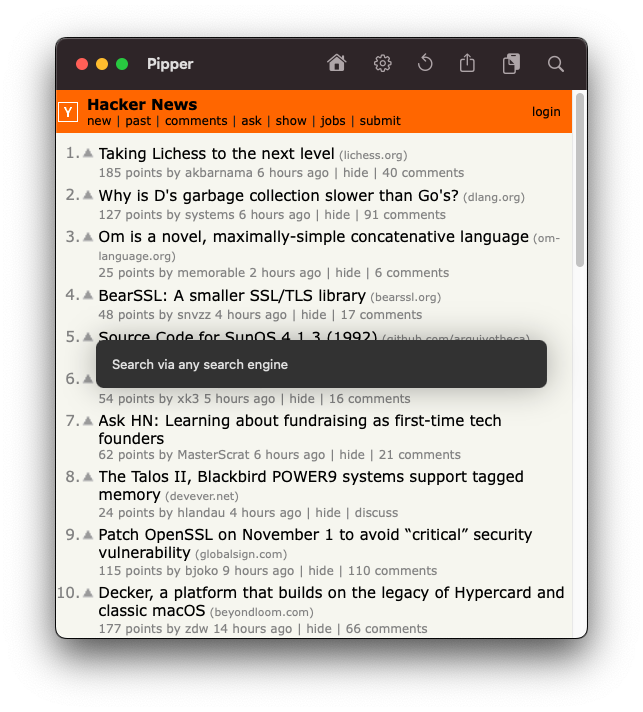 Pipper
Y
Hacker News
new | past | comments | ask | show | jobs | submit
login
1. Taking Lichess to the next level (lichess.org)
185 points by akbarnama 6 hours ago | hide | 40 comments
2. Why is D's garbage collection slower than Go's? (dlang.org)
127 points by systems 6 hours ago | hide | 91 comments
3. Om is a novel, maximally-simple concatenative language (om-
language.org)
25 points by memorable 2 hours ago | hide | 6 comments
4. BearSSL: A smaller SSL/TLS library (bearssl.org)
48 points by snvzz 4 hours ago | hide | 17 comments
5. Source Code for SunOS 4.1.3 (1992) (github.com/arquivotheca)
Search via any search engine
6.
54 points by xk3 5 hours ago | hide | 16 comments
7. Ask HN: Learning about fundraising as first-time tech
founders
62 points by MasterScrat 6 hours ago | hide | 21 comments
8. The Talos II, Blackbird POWER9 systems support tagged
memory (devever.net)
24 points by hlandau 4 hours ago | hide | discuss
9. Patch OpenSSL on November 1 to avoid “critical” security
vulnerability (globalsign.com)
115 points by bjoko 9 hours ago | hide | 110 comments
10. Decker, a platform that builds on the legacy of Hypercard and
classic macOS (beyondloom.com)
177 points by zdw 14 hours ago | hide | 66 comments